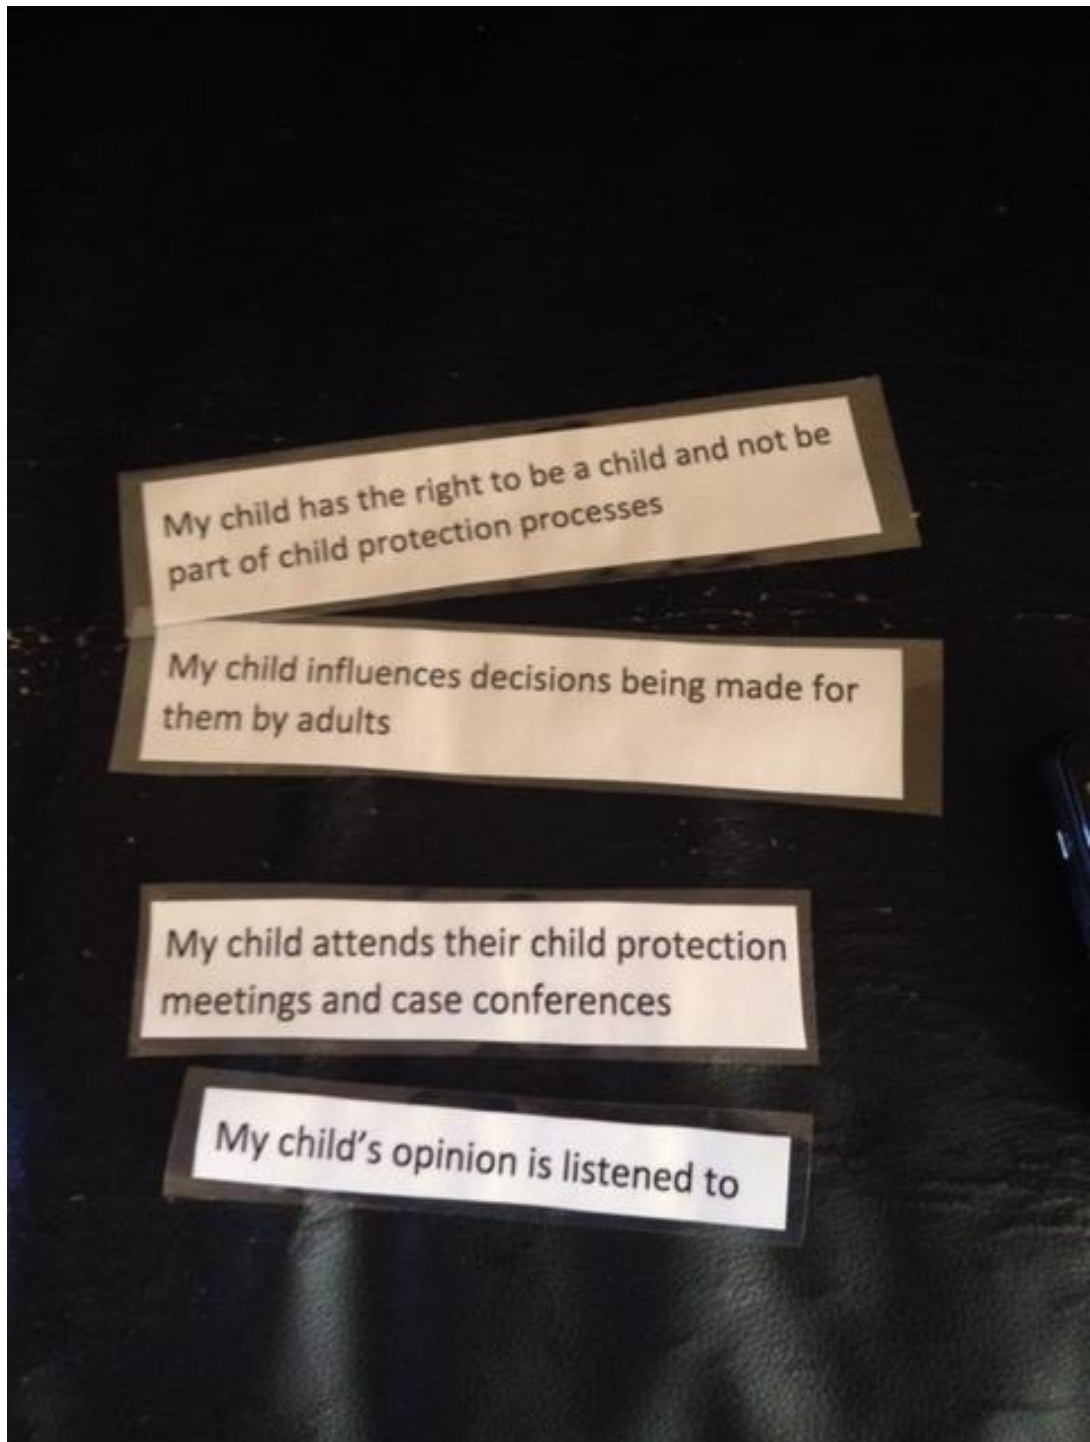 My child has the right to be a child and not be
part of child protection processes
My child influences decisions being made for
them by adults
My child attends their child protection
meetings and case conferences
My child's opinion is listened to